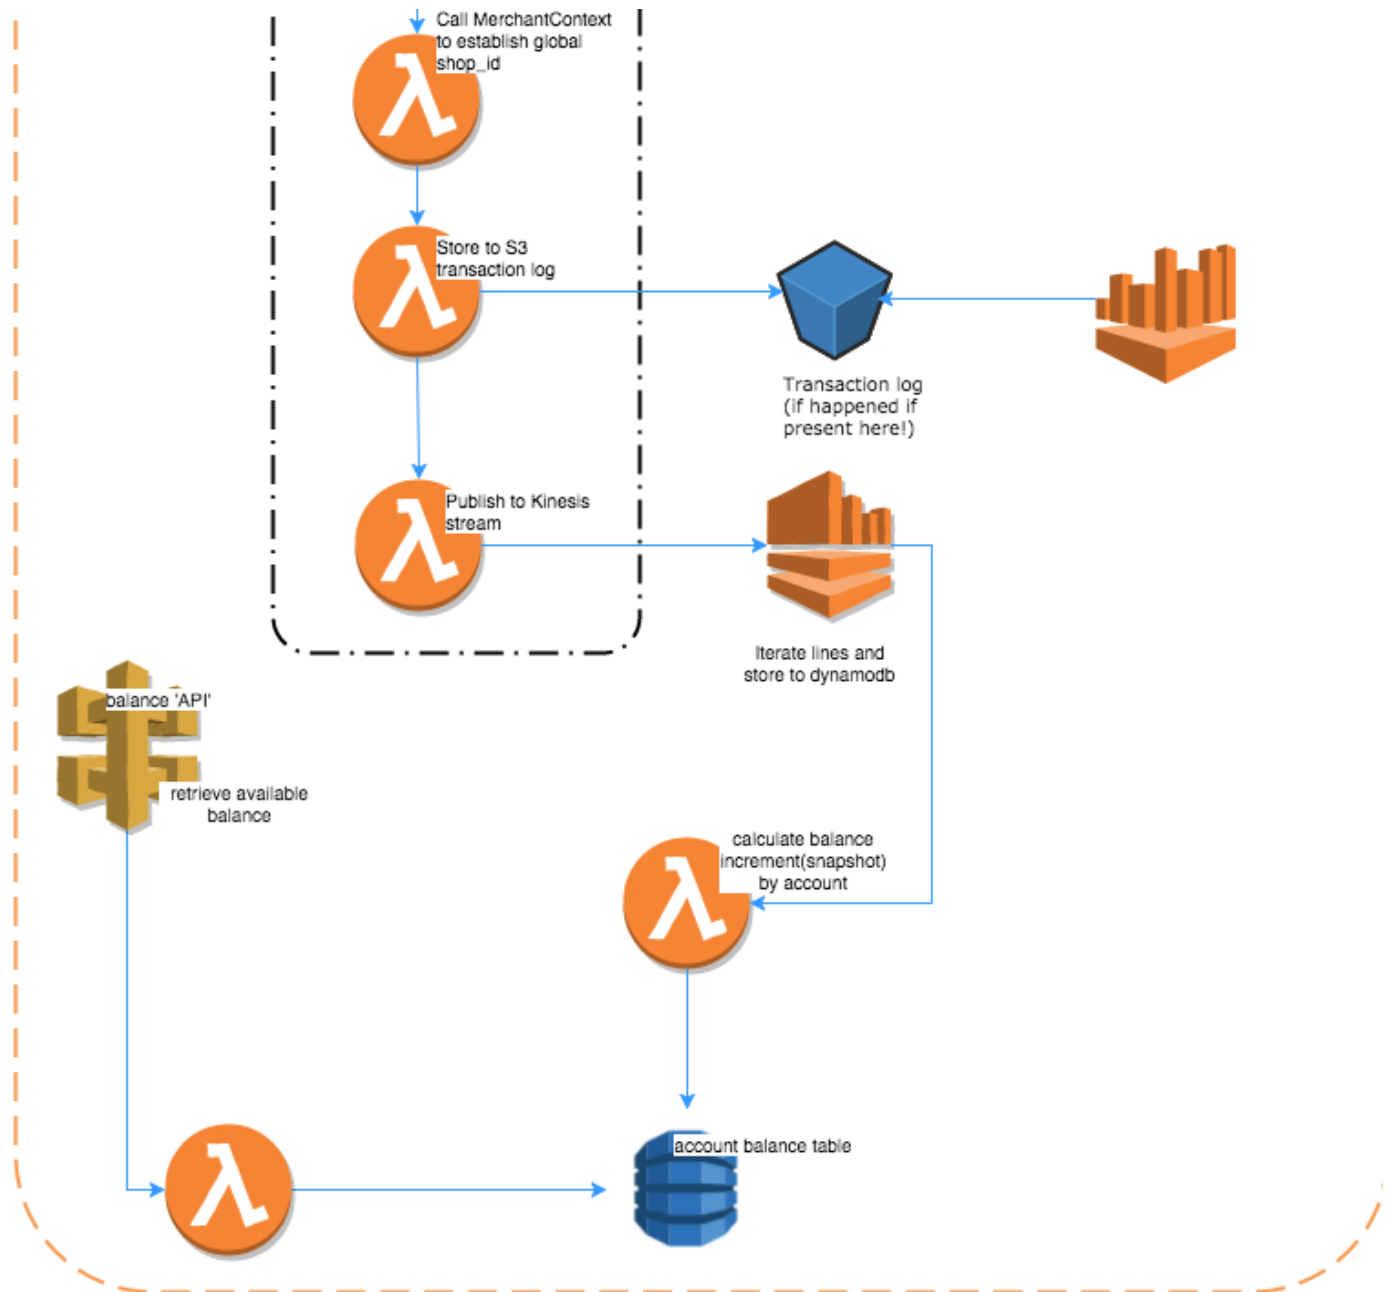 Call MerchantContext
to establish global
shop_id
Store to S3
transaction log
Transaction log
(if happened if
present here!)
Publish to Kinesis
stream
Iterate lines and
store to dynamodb
balance 'API'
retrieve available
balance
calculate balance
increment(snapshot)
by account
account balance table